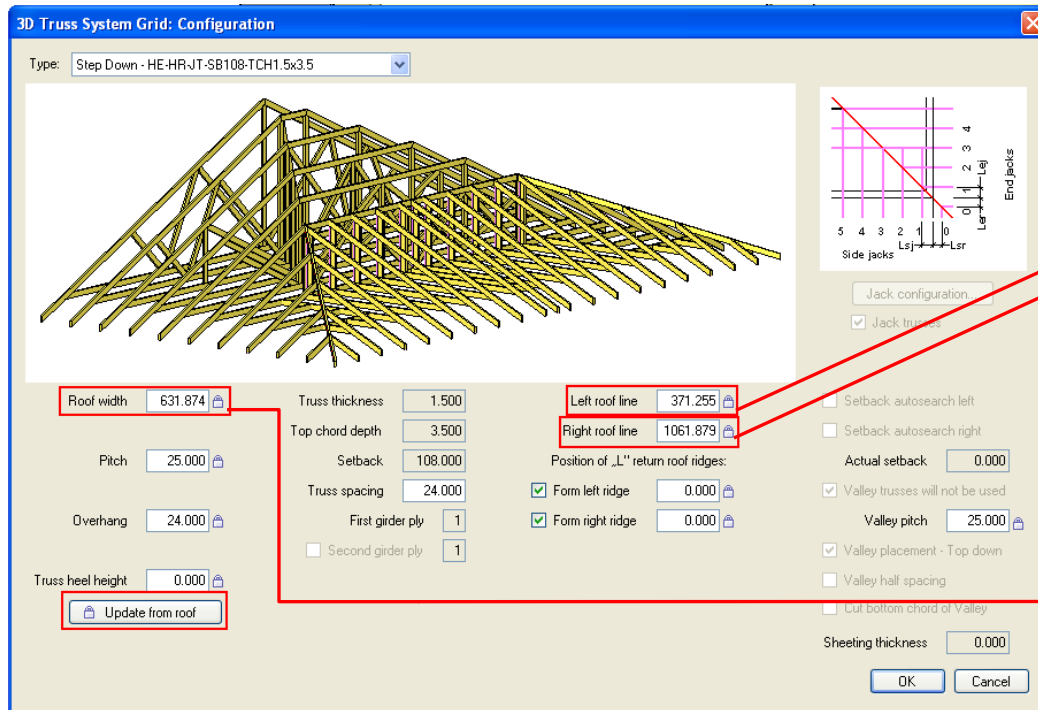 3D Truss System Grid: Configuration
Type: Step Down - HE-HR-JT-SB108-TCH1.5x3.5
4
3
2
1
0
Lej
Ler
End jacks
5 4 3 2 1 0
Lsj Lsr
Side jacks
Jack configuration...
Jack trusses
Roof width 631.874
Pitch 25.000
Overhang 24.000
Truss heel height 0.000
Update from roof
Truss thickness 1.500
Top chord depth 3.500
Setback 108.000
Truss spacing 24.000
First girder ply 1
Second girder ply 1
Left roof line 371.255
Right roof line 1061.879
Position of „L" return roof ridges:
Form left ridge 0.000
Form right ridge 0.000
Setback autosearch left
Setback autosearch right
Actual setback 0.000
Valley trusses will not be used
Valley pitch 25.000
Valley placement - Top down
Valley half spacing
Cut bottom chord of Valley
Sheeting thickness 0.000
OK Cancel